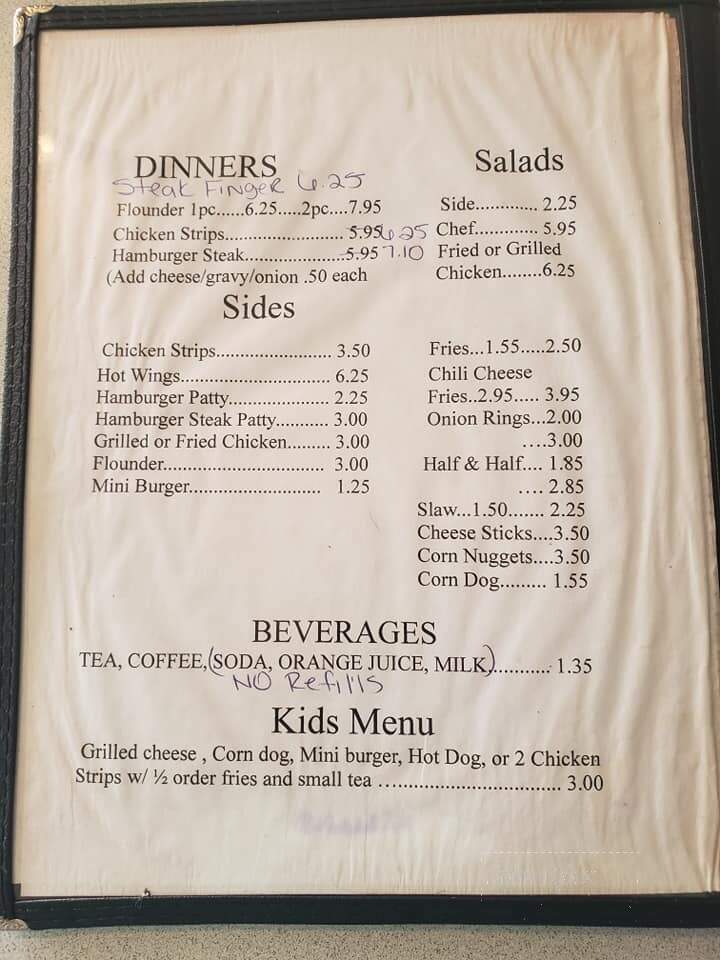 DINNERS
Steak Finger 6.25
Flounder 1pc......6.25.....2pc....7.95
Chicken Strips......................... 5.95 6.25
Hamburger Steak....................5.95 7.10
(Add cheese/gravy/onion .50 each
Salads
Side............. 2.25
Chef............. 5.95
Fried or Grilled
Chicken........6.25
Sides
Chicken Strips........................ 3.50
Hot Wings................................ 6.25
Hamburger Patty..................... 2.25
Hamburger Steak Patty........... 3.00
Grilled or Fried Chicken......... 3.00
Flounder.................................. 3.00
Mini Burger............................ 1.25
Fries...1.55.....2.50
Chili Cheese
Fries..2.95..... 3.95
Onion Rings...2.00
....3.00
Half & Half.... 1.85
.... 2.85
Slaw...1.50....... 2.25
Cheese Sticks....3.50
Corn Nuggets....3.50
Corn Dog......... 1.55
BEVERAGES
TEA, COFFEE,(SODA, ORANGE JUICE, MILK)........... 1.35
NO Refills
Kids Menu
Grilled cheese , Corn dog, Mini burger, Hot Dog, or 2 Chicken
Strips w/ ½ order fries and small tea .................................. 3.00